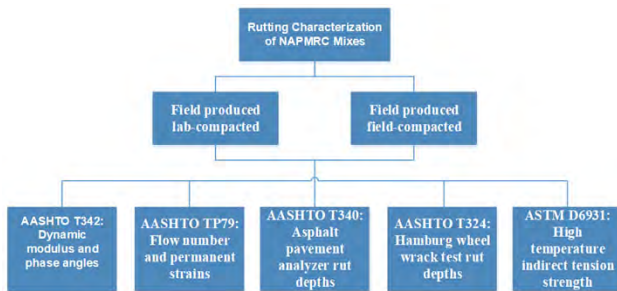 Rutting Characterization
of NAPMRC Mixes
Field produced
lab-compacted
Field produced
field-compacted
AASHTO T342:
Dynamic
modulus and
phase angles
AASHTO TP79:
Flow number
and permanent
strains
AASHTO T340:
Asphalt
pavement
analyzer rut
depths
AASHTO T324:
Hamburg wheel
wrack test rut
depths
ASTM D6931:
High
temperature
indirect tension
strength